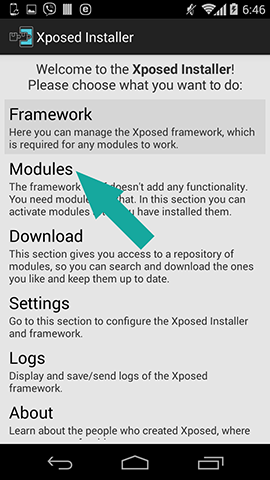 6:46
Xposed Installer
Welcome to the Xposed Installer!
Please choose what you want to do:
Framework
Here you can manage the Xposed framework, which
is required for any modules to work.
Modules
The framework doesn't add any functionality.
You need modules that. In this section you can
activate modules you have installed them.
Download
This section gives you access to a repository of
modules, so you can search and download the ones
you like and keep them up to date.
Settings
Go to this section to configure the Xposed Installer
and framework.
Logs
Display and save/send logs of the Xposed
framework.
About
Learn about the people who created Xposed, where